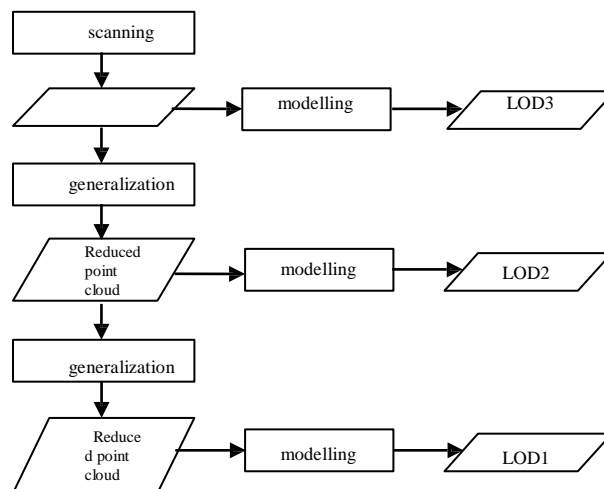 scanning
modelling
LOD3
generalization
Reduced
point
cloud
modelling
LOD2
generalization
Reduce
d point
cloud
modelling
LOD1